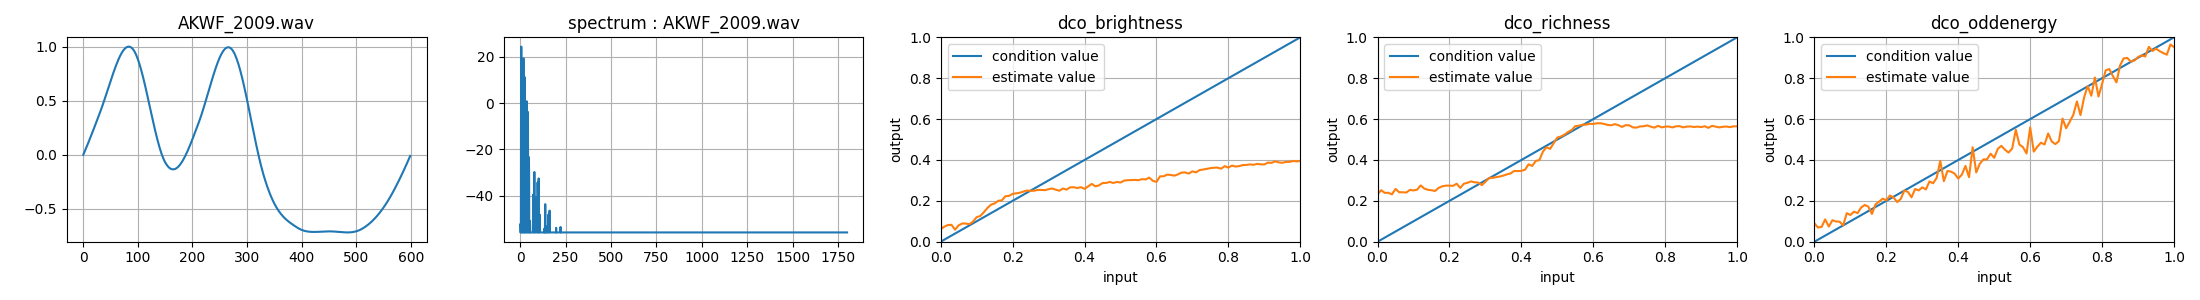 AKWF_2009.wav
1.0
0.5
0.0
−0.5
0 100 200 300 400 500 600
spectrum : AKWF_2009.wav
20
0
−20
−40
0 250 500 750 1000 1250 1500 1750
dco_brightness
condition value
estimate value
output
1.0
0.8
0.6
0.4
0.2
0.0
0.0 0.2 0.4 0.6 0.8 1.0
input
dco_richness
condition value
estimate value
output
1.0
0.8
0.6
0.4
0.2
0.0
0.0 0.2 0.4 0.6 0.8 1.0
input
dco_oddenergy
condition value
estimate value
output
1.0
0.8
0.6
0.4
0.2
0.0
0.0 0.2 0.4 0.6 0.8 1.0
input